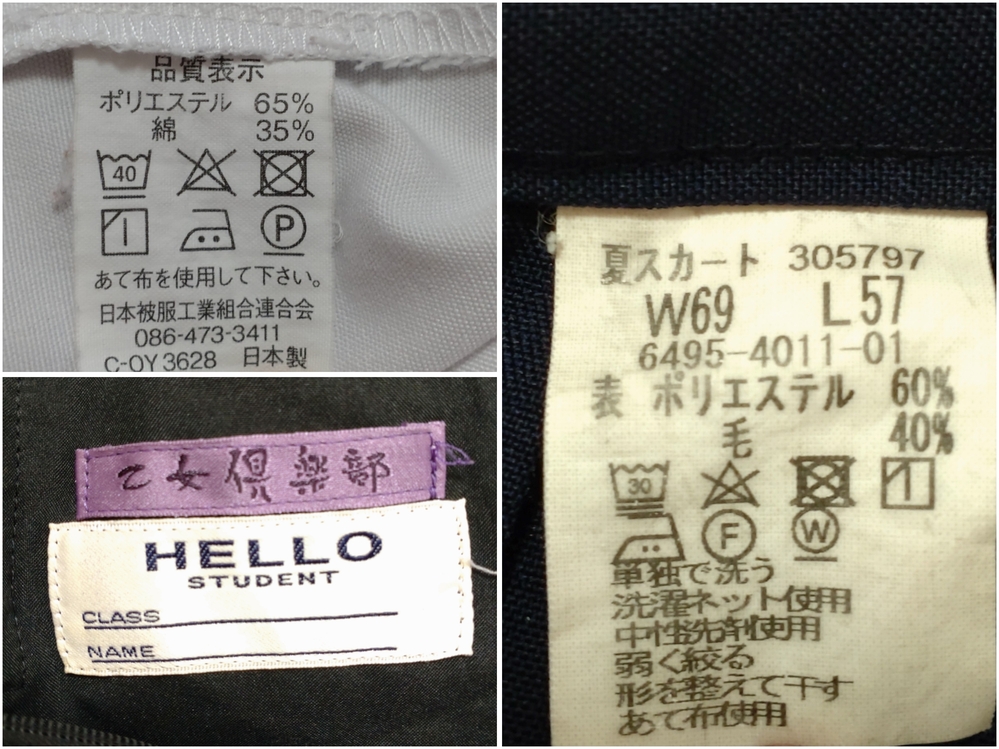 品質表示
ポリエステル 65%
綿 35%
40
P
あて布を使用して下さい。
日本被服工業組合連合会
086-473-3411
C-OY3628 日本製
乙女倶楽部
HELLO
STUDENT
CLASS
NAME
夏スカート 305797
W69 L57
6495-4011-01
表 ポリエステル 60%
毛 40%
30
F W
単独で洗う
洗濯ネット使用
中性洗剤使用
弱く絞る
形を整えて干す
あて布使用